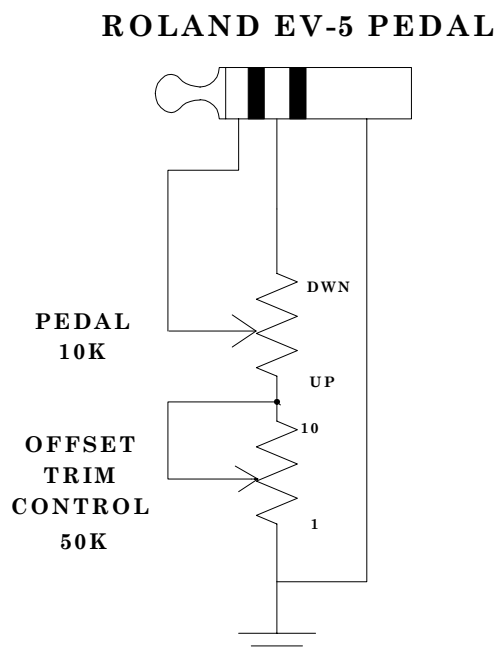 ROLAND EV-5 PEDAL
DWN
PEDAL
10K
UP
10
OFFSET
TRIM
CONTROL
50K
1